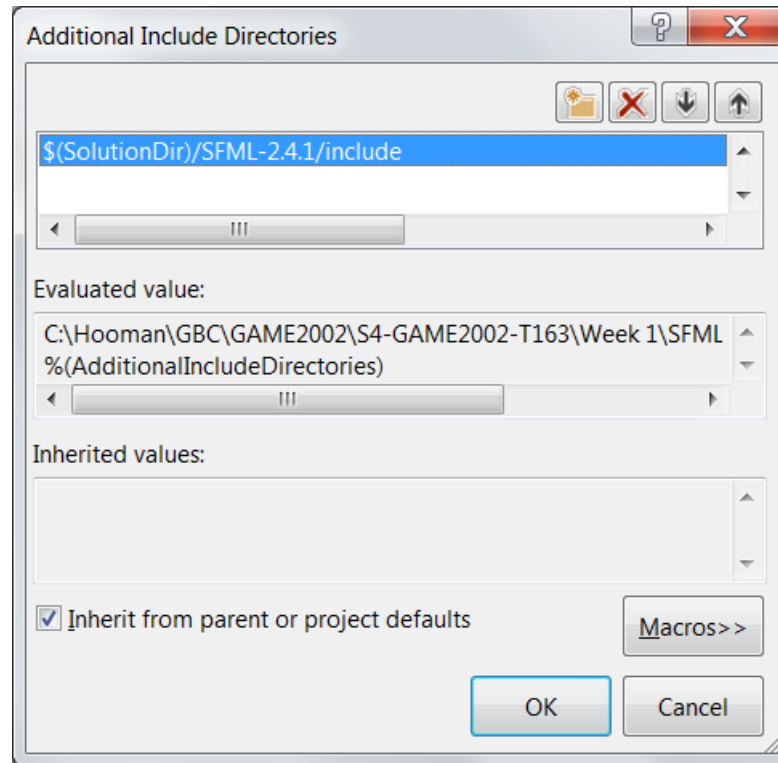 Additional Include Directories
$(SolutionDir)/SFML-2.4.1/include
Evaluated value:
C:\Hooman\GBC\GAME2002\S4-GAME2002-T163\Week 1\SFML
%(AdditionalIncludeDirectories)
Inherited values:
Inherit from parent or project defaults
Macros>>
OK
Cancel